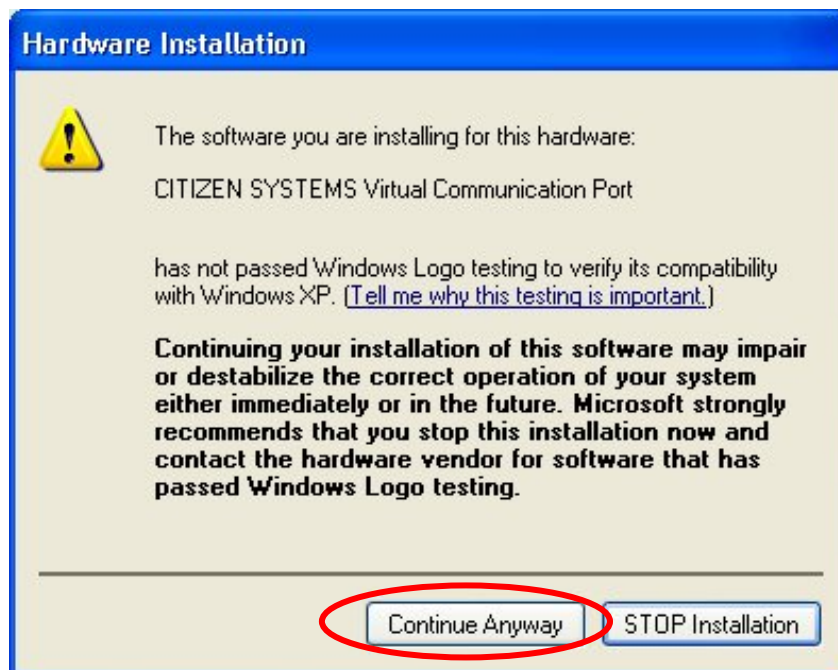 Hardware Installation
The software you are installing for this hardware:
CITIZEN SYSTEMS Virtual Communication Port
has not passed Windows Logo testing to verify its compatibility
with Windows XP. (Tell me why this testing is important.)
Continuing your installation of this software may impair
or destabilize the correct operation of your system
either immediately or in the future. Microsoft strongly
recommends that you stop this installation now and
contact the hardware vendor for software that has
passed Windows Logo testing.
Continue Anyway STOP Installation